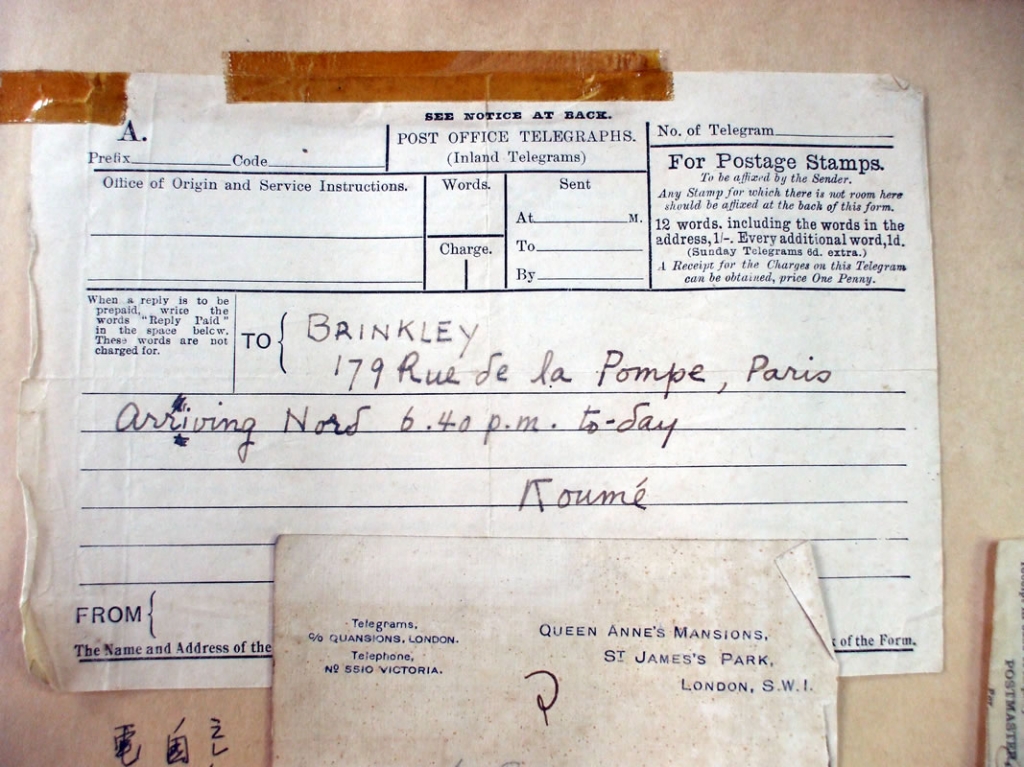 SEE NOTICE AT BACK.
A.
Prefix Code
POST OFFICE TELEGRAPHS.
(Inland Telegrams)
No. of Telegram
Office of Origin and Service Instructions.
Words.
Charge.
Sent
At M.
To
By
For Postage Stamps.
To be affixed by the Sender.
Any Stamp for which there is not room here
should be affixed at the back of this form.
12 words, including the words in the
address, 1/-. Every additional word, 1d.
(Sunday Telegrams 6d. extra.)
A Receipt for the Charges on this Telegram
can be obtained, price One Penny.
When a reply is to be
prepaid, write the
words "Reply Paid"
in the space below.
These words are not
charged for.
TO { BRINKLEY
179 Rue de la Pompe, Paris
Arriving Nord 6.40 p.m. to-day
Koumé
FROM {
The Name and Address of the
of the Form.
Telegrams,
C/o QUANSIONS, LONDON.
Telephone,
No 5510 VICTORIA.
QUEEN ANNE'S MANSIONS,
ST JAMES'S PARK,
LONDON, S.W.1.
電自
POSTMASTER